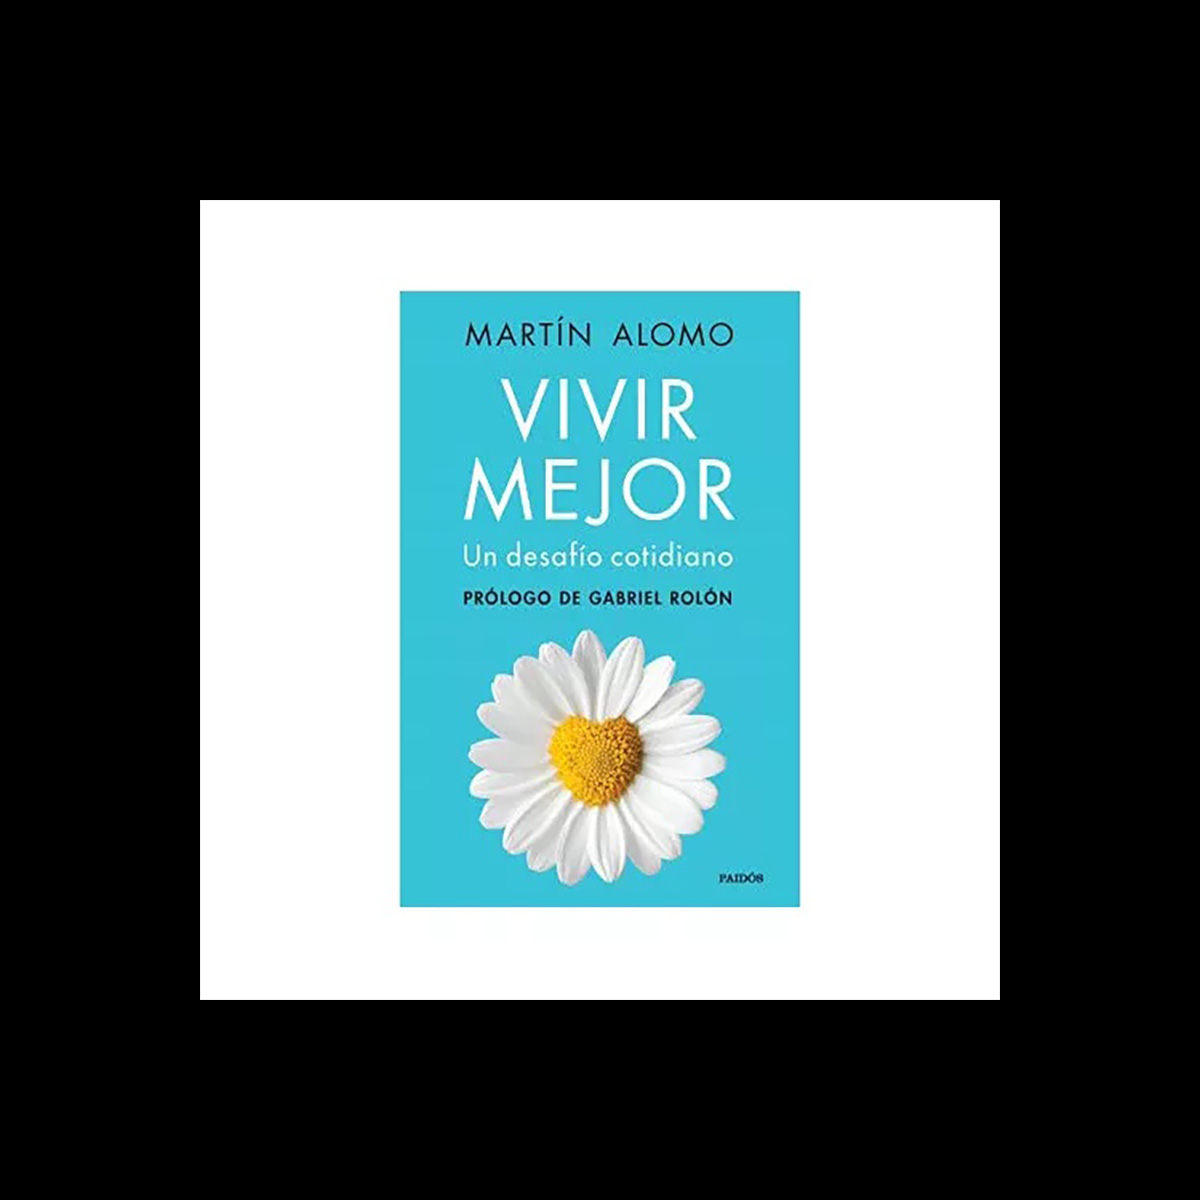 MARTÍN ALOMO
VIVIR
MEJOR
Un desafío cotidiano
PRÓLOGO DE GABRIEL ROLÓN
PAIDÓS